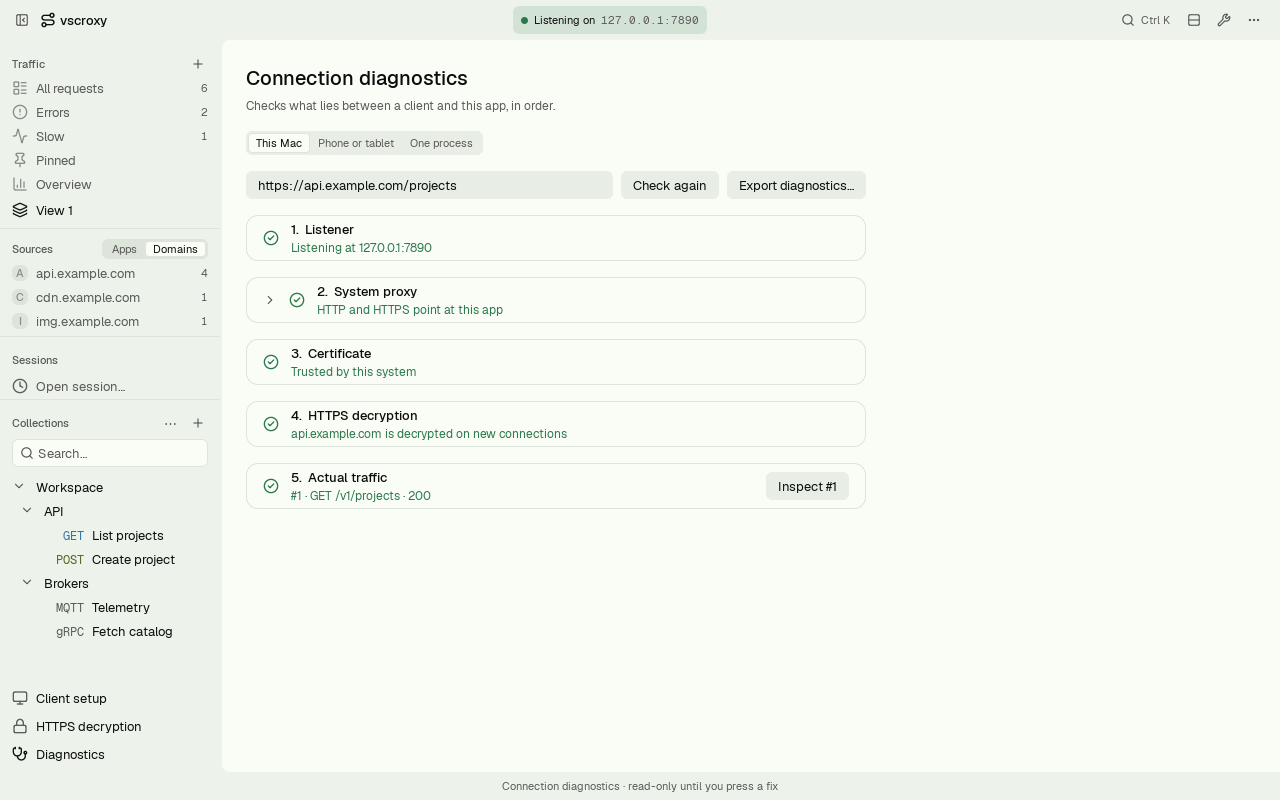 vscroxy
Listening on 127.0.0.1:7890
Ctrl K
Traffic
All requests 6
Errors 2
Slow 1
Pinned
Overview
View 1
Sources Apps Domains
A api.example.com 4
C cdn.example.com 1
I img.example.com 1
Sessions
Open session...
Collections
Search...
Workspace
API
GET List projects
POST Create project
Brokers
MQTT Telemetry
gRPC Fetch catalog
Client setup
HTTPS decryption
Diagnostics
Connection diagnostics
Checks what lies between a client and this app, in order.
This Mac Phone or tablet One process
https://api.example.com/projects Check again Export diagnostics...
1. Listener
Listening at 127.0.0.1:7890
2. System proxy
HTTP and HTTPS point at this app
3. Certificate
Trusted by this system
4. HTTPS decryption
api.example.com is decrypted on new connections
5. Actual traffic
#1 · GET /v1/projects · 200
Inspect #1
Connection diagnostics · read-only until you press a fix